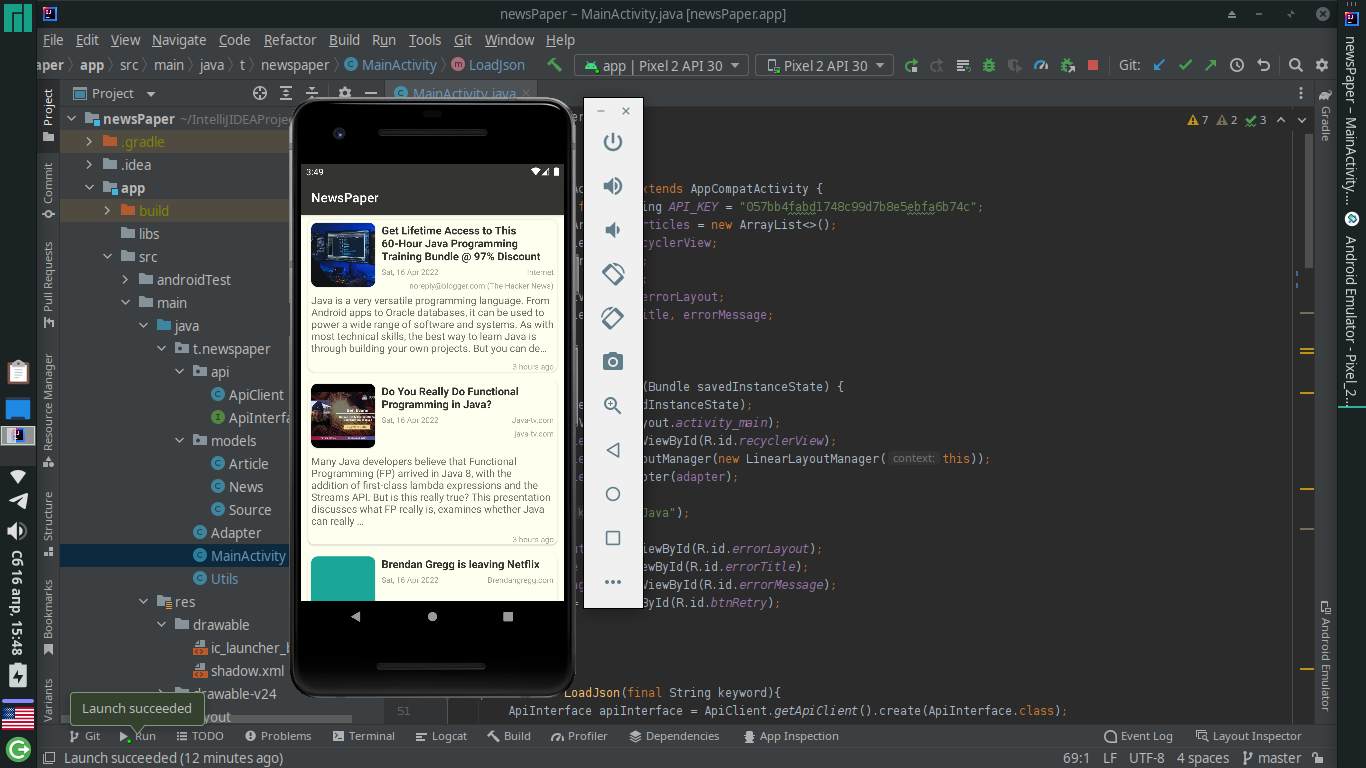 newsPaper – MainActivity.java [newsPaper.app]
File Edit View Navigate Code Refactor Build Run Tools Git Window Help
aper app src main java t newspaper MainActivity LoadJson
app | Pixel 2 API 30
Pixel 2 API 30
Git:
Project
MainActivity.java
newsPaper ~/IntelliJIDEAProjec
.gradle
.idea
app
build
libs
src
androidTest
main
java
t.newspaper
api
ApiClient
ApiInterfa
models
Article
News
Source
Adapter
MainActivity
Utils
res
drawable
ic_launcher_b
shadow.xml
drawable-v24
yout
Project
Commit
Pull Requests
Resource Manager
Structure
Bookmarks
Variants
3:49
NewsPaper
Get Lifetime Access to This
60-Hour Java Programming
Training Bundle @ 97% Discount
Sat, 16 Apr 2022 Internet
noreply@blogger.com (The Hacker News)
Java is a very versatile programming language. From
Android apps to Oracle databases, it can be used to
power a wide range of software and systems. As with
most technical skills, the best way to learn Java is
through building your own projects. But you can de...
3 hours ago
Do You Really Do Functional
Programming in Java?
Sat, 16 Apr 2022 Java-tv.com
java-tv.com
Many Java developers believe that Functional
Programming (FP) arrived in Java 8, with the
addition of first-class lambda expressions and the
Streams API. But is this really true? This presentation
discusses what FP really is, examines whether Java
can really ...
3 hours ago
Brendan Gregg is leaving Netflix
Sat, 16 Apr 2022 Brendangregg.com
7 2 3
xtends AppCompatActivity {
ing API_KEY = "057bb4fabd1748c99d7b8e5ebfa6b74c";
rticles = new ArrayList<>();
cyclerView;
;
;
errorLayout;
itle, errorMessage;
(Bundle savedInstanceState) {
dInstanceState);
yout.activity_main);
ViewById(R.id.recyclerView);
outManager(new LinearLayoutManager( context: this));
pter(adapter);
Java");
iewById(R.id.errorLayout);
iewById(R.id.errorTitle);
ViewById(R.id.errorMessage);
ById(R.id.btnRetry);
LoadJson(final String keyword){
51 ApiInterface apiInterface = ApiClient.getApiClient().create(ApiInterface.class);
Gradle
Android Emulator
newsPaper – MainActivity...
Android Emulator - Pixel_2...
Сб 16 апр, 15:48
Launch succeeded
Git Run TODO Problems Terminal Logcat Build Profiler Dependencies App Inspection Event Log Layout Inspector
Launch succeeded (12 minutes ago)
69:1 LF UTF-8 4 spaces master